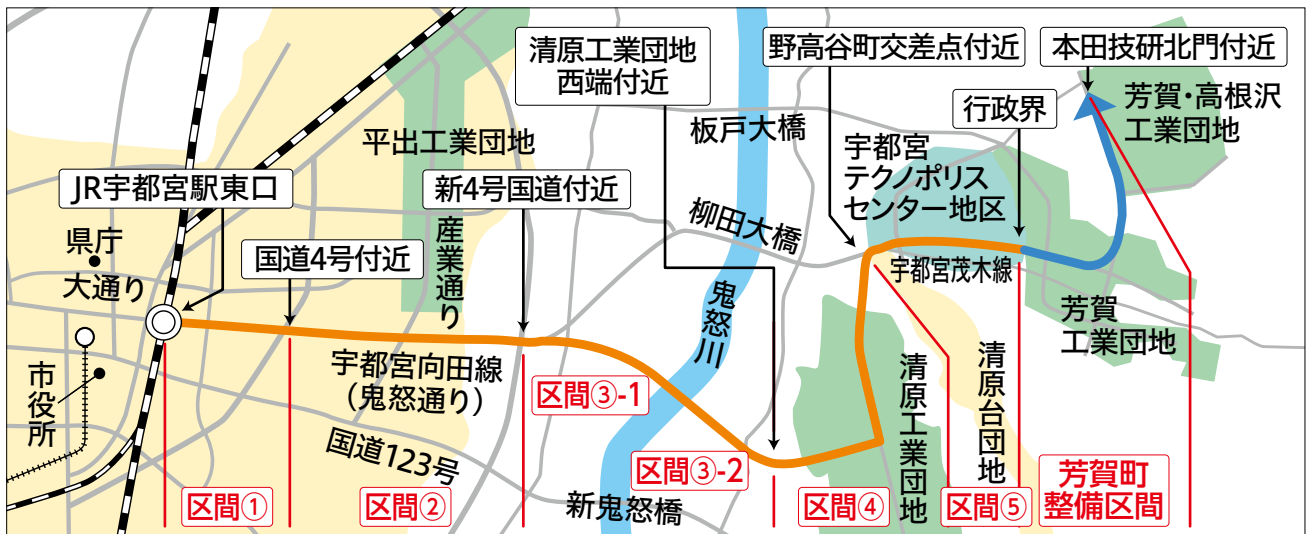 清原工業団地
西端付近
野高谷町交差点付近
本田技研北門付近
行政界
芳賀・高根沢
工業団地
平出工業団地
板戸大橋
宇都宮
テクノポリス
センター地区
JR宇都宮駅東口
新4号国道付近
柳田大橋
県庁
大通り
国道4号付近
産業通り
宇都宮茂木線
鬼怒川
芳賀
工業団地
市役所
宇都宮向田線
（鬼怒通り）
区間③-1
清原工業団地
清原台団地
国道123号
区間③-2
新鬼怒橋
区間①
区間②
区間④
区間⑤
芳賀町
整備区間